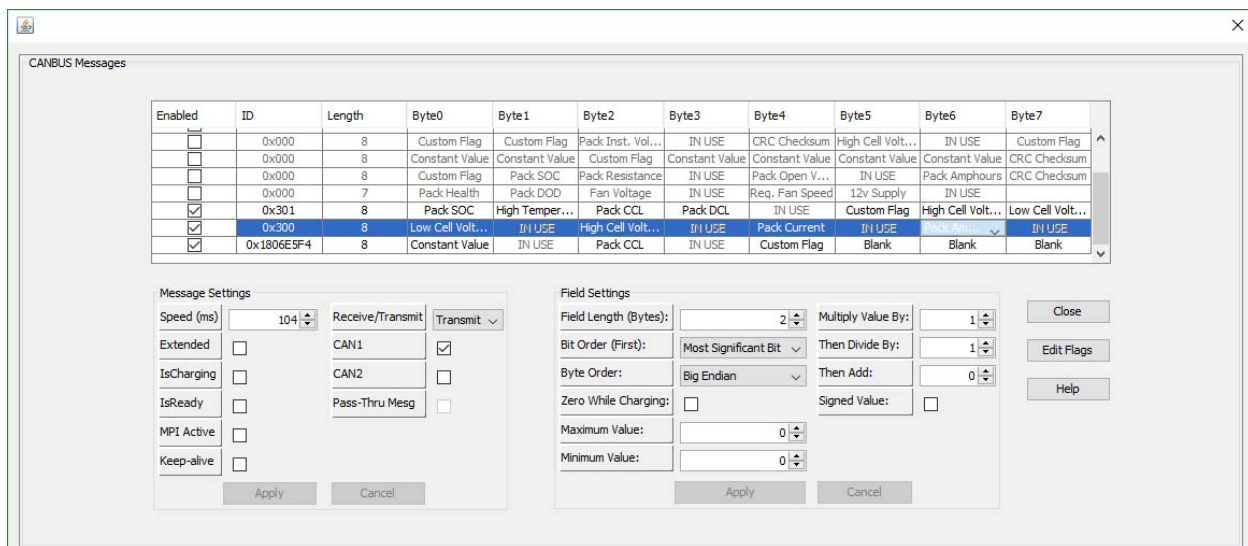 CANBUS Messages
Enabled ID Length Byte0 Byte1 Byte2 Byte3 Byte4 Byte5 Byte6 Byte7
0x000 8 Custom Flag Custom Flag Pack Inst. Vol... IN USE CRC Checksum High Cell Volt... IN USE Custom Flag
0x000 8 Constant Value Constant Value Custom Flag Constant Value Constant Value Constant Value Constant Value CRC Checksum
0x000 8 Custom Flag Pack SOC Pack Resistance IN USE Pack Open V... IN USE Pack Amphours CRC Checksum
0x000 7 Pack Health Pack DOD Fan Voltage IN USE Req. Fan Speed 12v Supply IN USE
0x301 8 Pack SOC High Temper... Pack CCL Pack DCL IN USE Custom Flag High Cell Volt... Low Cell Volt...
0x300 8 Low Cell Volt... IN USE High Cell Volt... IN USE Pack Current IN USE Pack Am... IN USE
0x1806E5F4 8 Constant Value IN USE Pack CCL IN USE Custom Flag Blank Blank Blank
Message Settings Field Settings
Speed (ms) 104 Receive/Transmit Transmit Field Length (Bytes): 2 Multiply Value By: 1 Close
Extended CAN1 Bit Order (First): Most Significant Bit Then Divide By: 1 Edit Flags
IsCharging CAN2 Byte Order: Big Endian Then Add: 0 Help
IsReady Pass-Thru Mesg Zero While Charging: Signed Value:
MPI Active Maximum Value: 0
Keep-alive Minimum Value: 0
Apply Cancel Apply Cancel